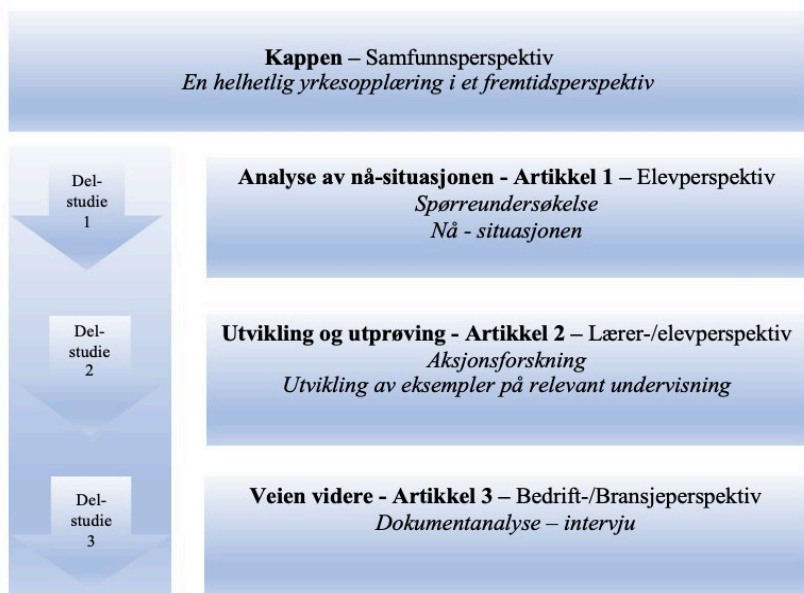 Kappen – Samfunnsperspektiv
En helhetlig yrkesopplæring i et fremtidsperspektiv
Del-
studie
1
Analyse av nå-situasjonen - Artikkel 1 – Elevperspektiv
Spørreundersøkelse
Nå - situasjonen
Del-
studie
2
Utvikling og utprøving - Artikkel 2 – Lærer-/elevperspektiv
Aksjonsforskning
Utvikling av eksempler på relevant undervisning
Del-
studie
3
Veien videre - Artikkel 3 – Bedrift-/Bransjeperspektiv
Dokumentanalyse – intervju